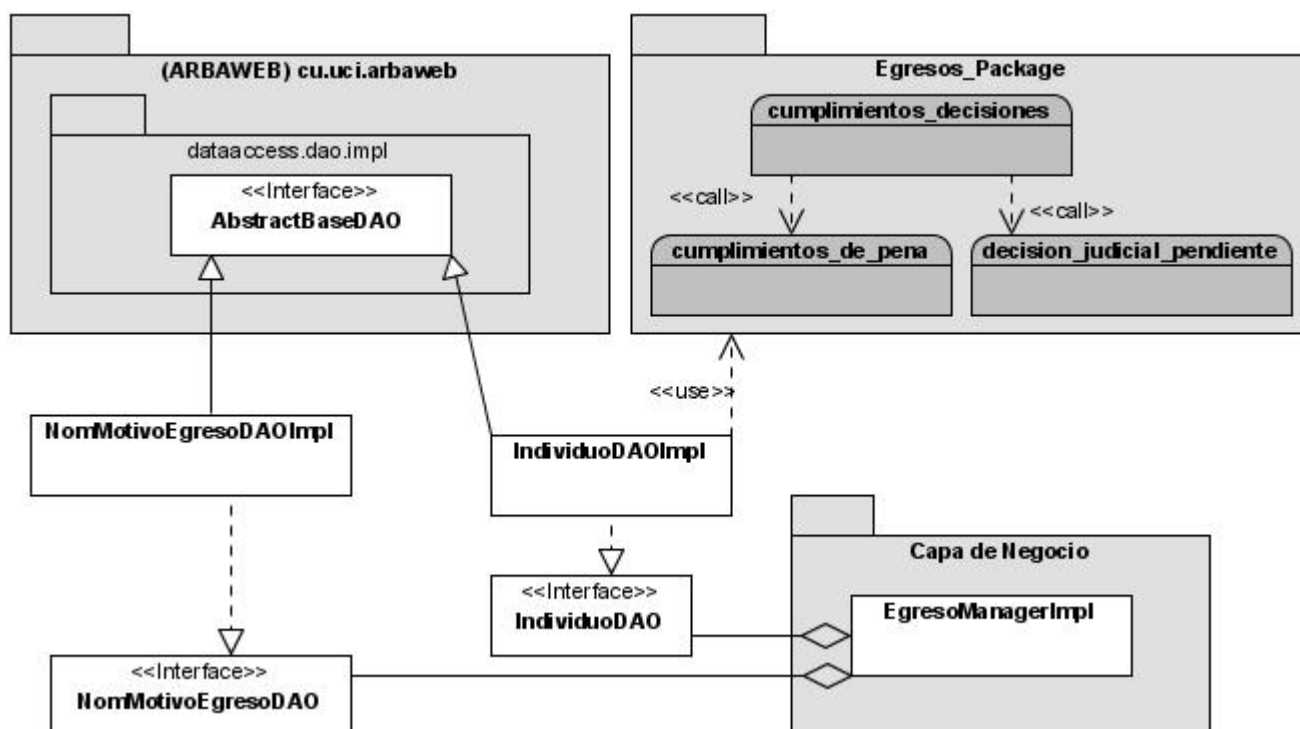 (ARBAWEB) cu.uci.arbaweb
dataaccess.dao.impl
<<Interface>>
AbstractBaseDAO
Egresos_Package
cumplimientos_decisiones
<<call>>
<<call>>
cumplimientos_de_pena
decision_judicial_pendiente
<<use>>
NomMotivoEgresoDAOImpl
IndividuoDAOImpl
Capa de Negocio
EgresoManagerImpl
<<Interface>>
IndividuoDAO
<<Interface>>
NomMotivoEgresoDAO